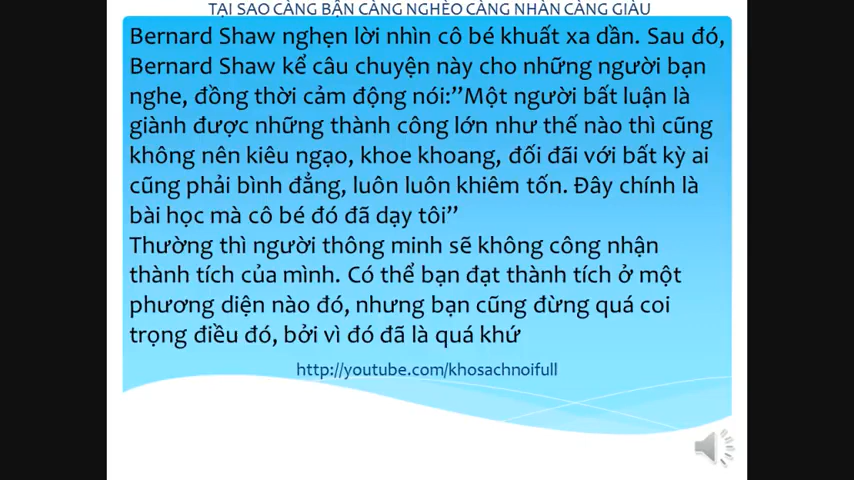 TẠI SAO CÀNG BẬN CÀNG NGHÈO CÀNG NHÀN CÀNG GIÀU
Bernard Shaw nghẹn lời nhìn cô bé khuất xa dần. Sau đó,
Bernard Shaw kể câu chuyện này cho những người bạn
nghe, đồng thời cảm động nói:”Một người bất luận là
giành được những thành công lớn như thế nào thì cũng
không nên kiêu ngạo, khoe khoang, đối đãi với bất kỳ ai
cũng phải bình đẳng, luôn luôn khiêm tốn. Đây chính là
bài học mà cô bé đó đã dạy tôi”
Thường thì người thông minh sẽ không công nhận
thành tích của mình. Có thể bạn đạt thành tích ở một
phương diện nào đó, nhưng bạn cũng đừng quá coi
trọng điều đó, bởi vì đó đã là quá khứ
http://youtube.com/khosachnoifull